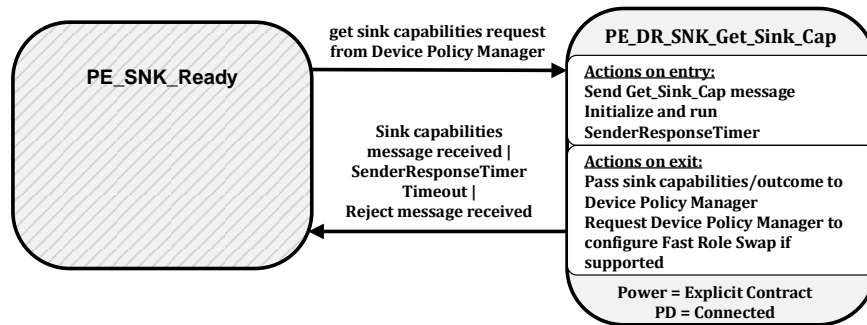 PE_SNK_Ready
get sink capabilities request
from Device Policy Manager
Sink capabilities
message received |
SenderResponseTimer
Timeout |
Reject message received
PE_DR_SNK_Get_Sink_Cap
Actions on entry:
Send Get_Sink_Cap message
Initialize and run
SenderResponseTimer
Actions on exit:
Pass sink capabilities/outcome to
Device Policy Manager
Request Device Policy Manager to
configure Fast Role Swap if
supported
Power = Explicit Contract
PD = Connected